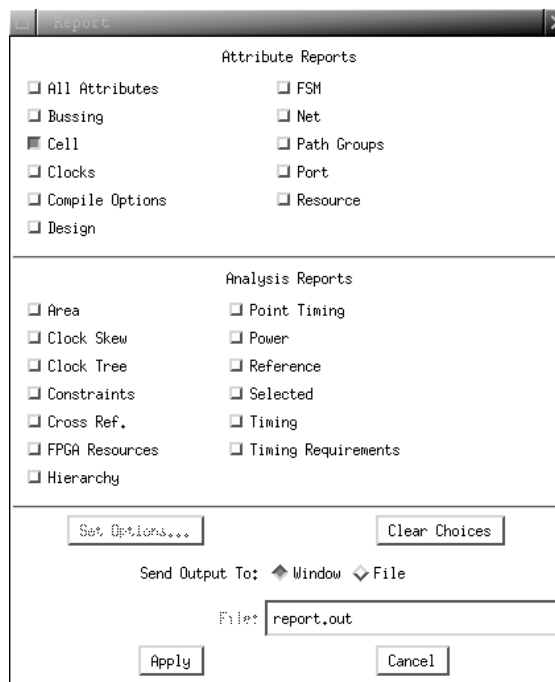 Report
Attribute Reports
All Attributes
Bussing
Cell
Clocks
Compile Options
Design
FSM
Net
Path Groups
Port
Resource
Analysis Reports
Area
Clock Skew
Clock Tree
Constraints
Cross Ref.
FPGA Resources
Hierarchy
Point Timing
Power
Reference
Selected
Timing
Timing Requirements
Set Options...
Clear Choices
Send Output To: Window File
File: report.out
Apply
Cancel